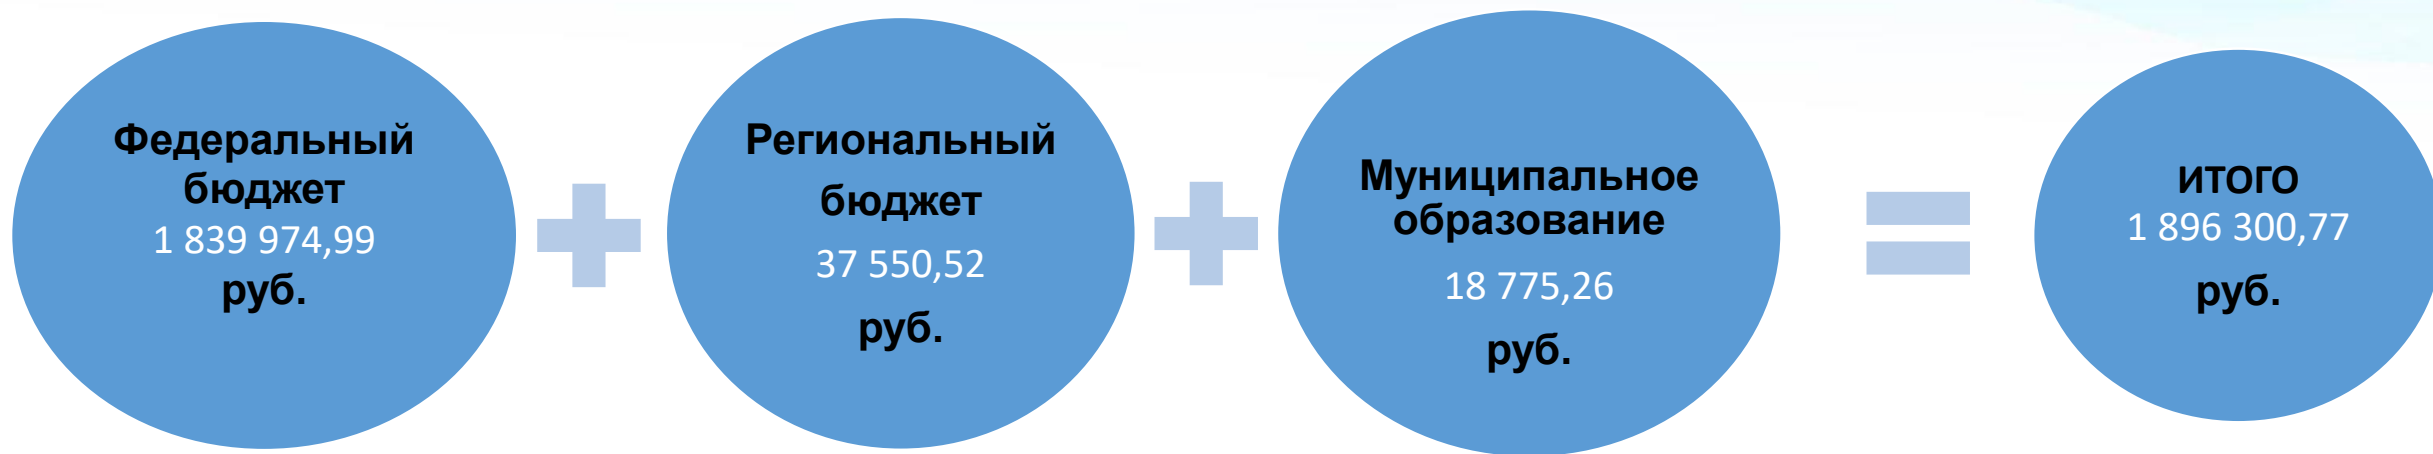 Федеральный
бюджет
1 839 974,99
руб.
Региональный
бюджет
37 550,52
руб.
Муниципальное
образование
18 775,26
руб.
ИТОГО
1 896 300,77
руб.